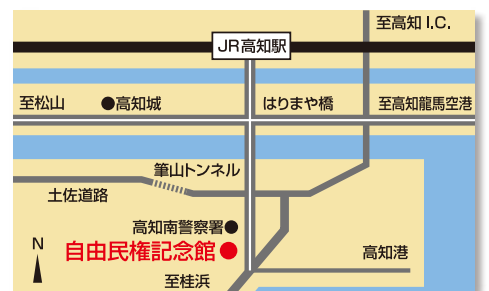 至高知 I.C.
JR高知駅
至松山
●高知城
はりまや橋
至高知龍馬空港
筆山トンネル
土佐道路
高知南警察署●
N
自由民権記念館●
高知港
至桂浜